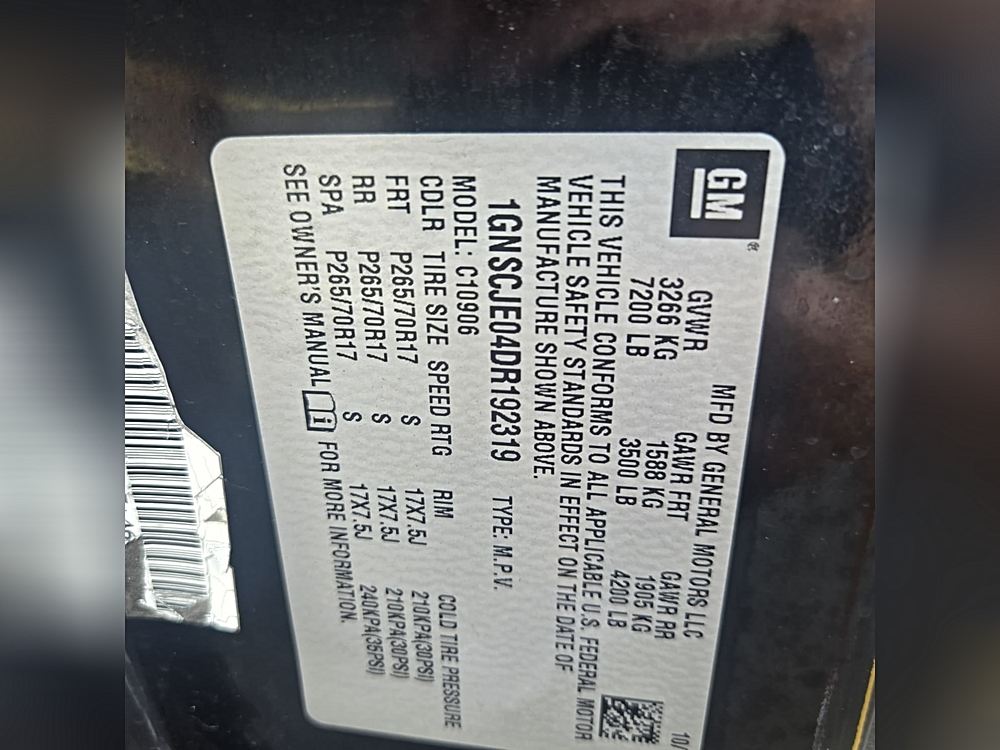 GM®
MFD BY GENERAL MOTORS LLC 10/
GVWR GAWR FRT GAWR RR
3266 KG 1588 KG 1905 KG
7200 LB 3500 LB 4200 LB
THIS VEHICLE CONFORMS TO ALL APPLICABLE U.S. FEDERAL MOTOR
VEHICLE SAFETY STANDARDS IN EFFECT ON THE DATE OF
MANUFACTURE SHOWN ABOVE.
1GNSCJE04DR192319 TYPE: M.P.V.
MODEL: C10906
CDLR TIRE SIZE SPEED RTG RIM COLD TIRE PRESSURE
FRT P265/70R17 S 17X7.5J 210KPA(30PSI)
RR P265/70R17 S 17X7.5J 210KPA(30PSI)
SPA P265/70R17 S 17X7.5J 240KPA(35PSI)
SEE OWNER'S MANUAL i FOR MORE INFORMATION.